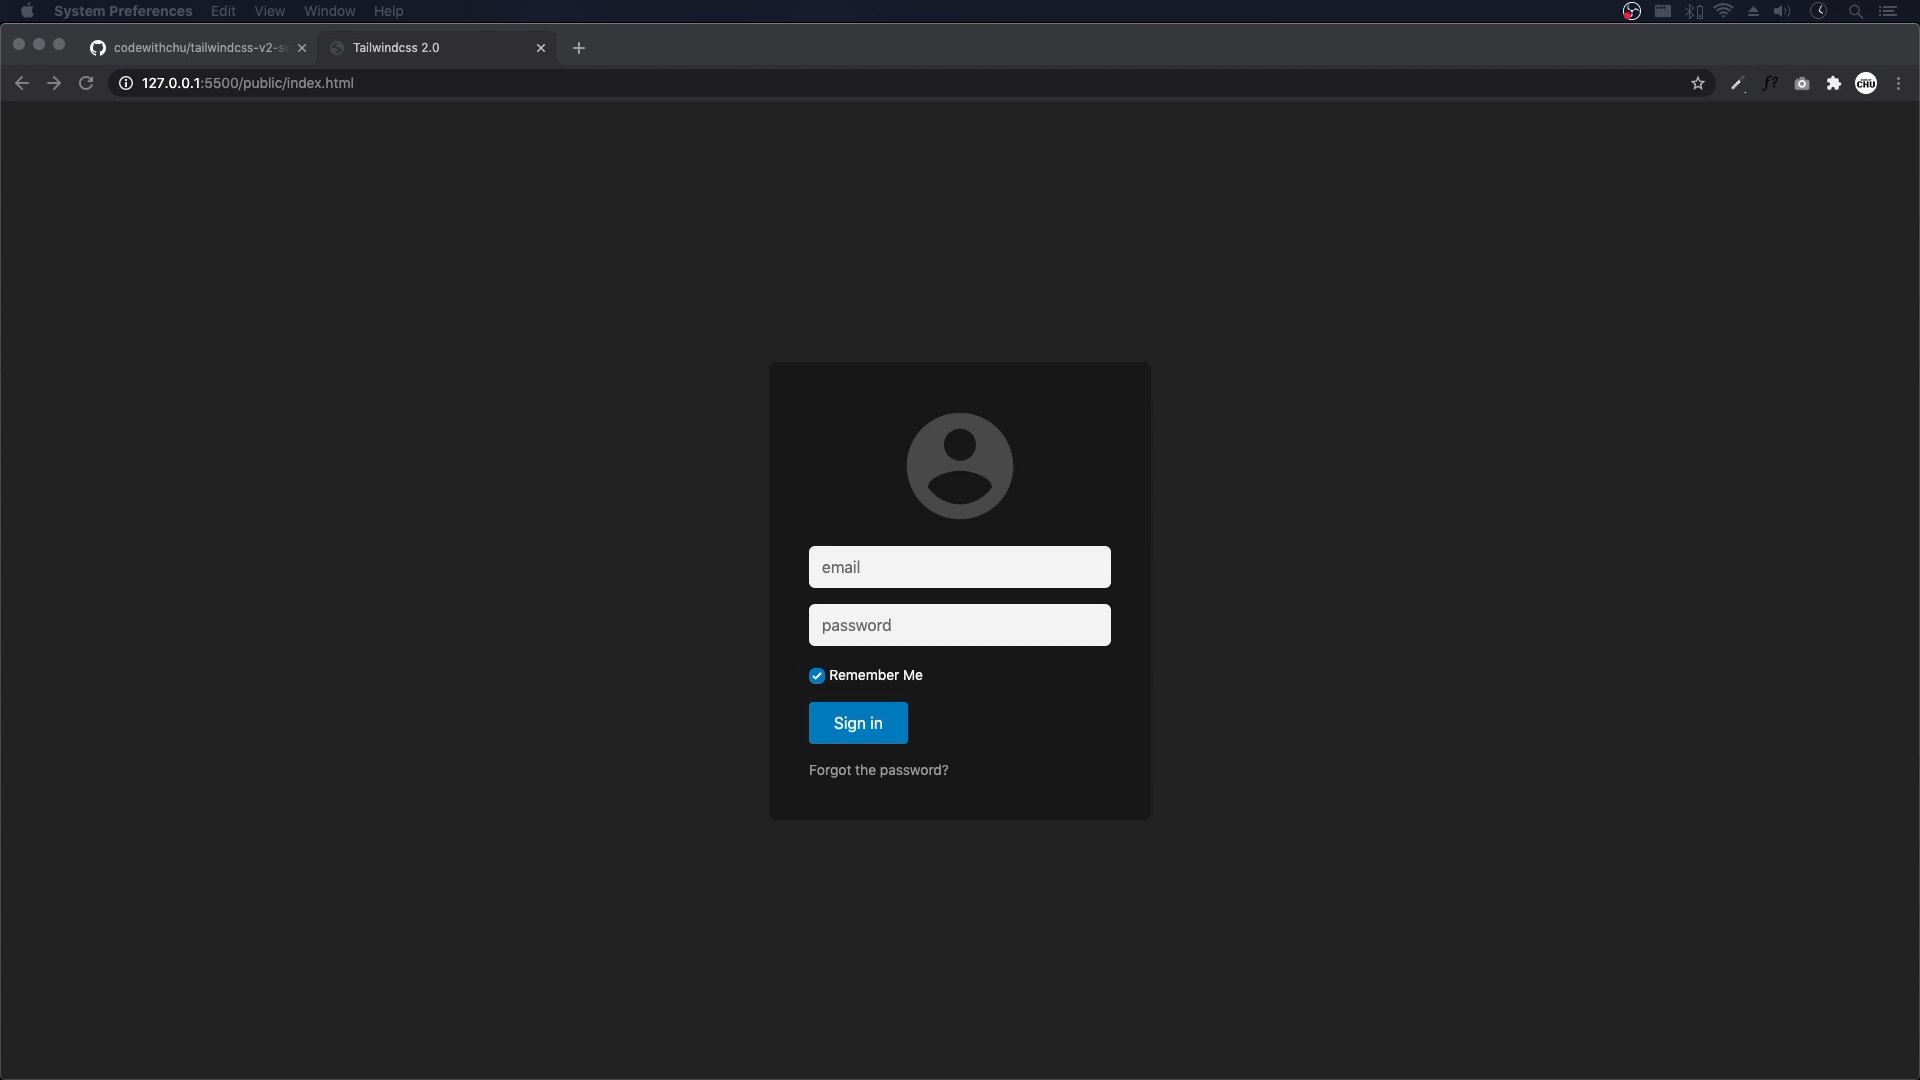 System Preferences Edit View Window Help
codewithchu/tailwindcss-v2-s
Tailwindcss 2.0
127.0.0.1:5500/public/index.html
f?
CHU
email
password
Remember Me
Sign in
Forgot the password?